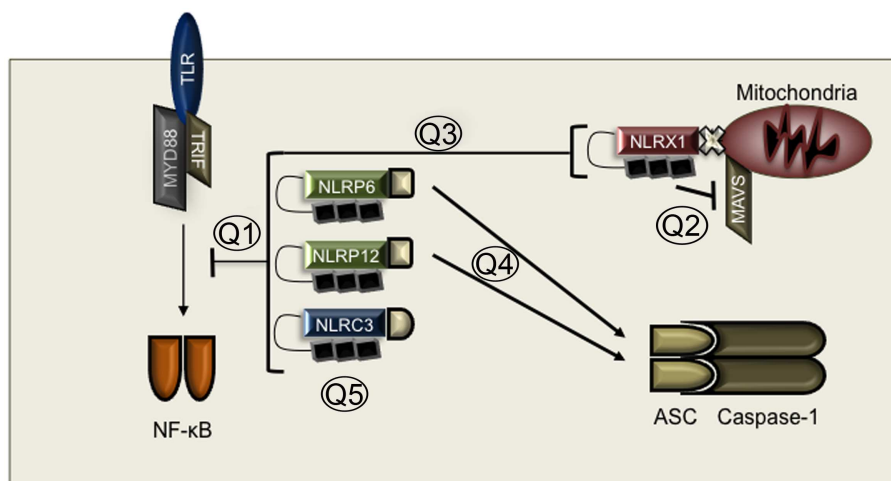 TLR
MYD88
TRIF
Q1
NF-κB
Q3
NLRP6
NLRP12
NLRC3
Q5
Q4
NLRX1
Mitochondria
MAVS
Q2
ASC Caspase-1